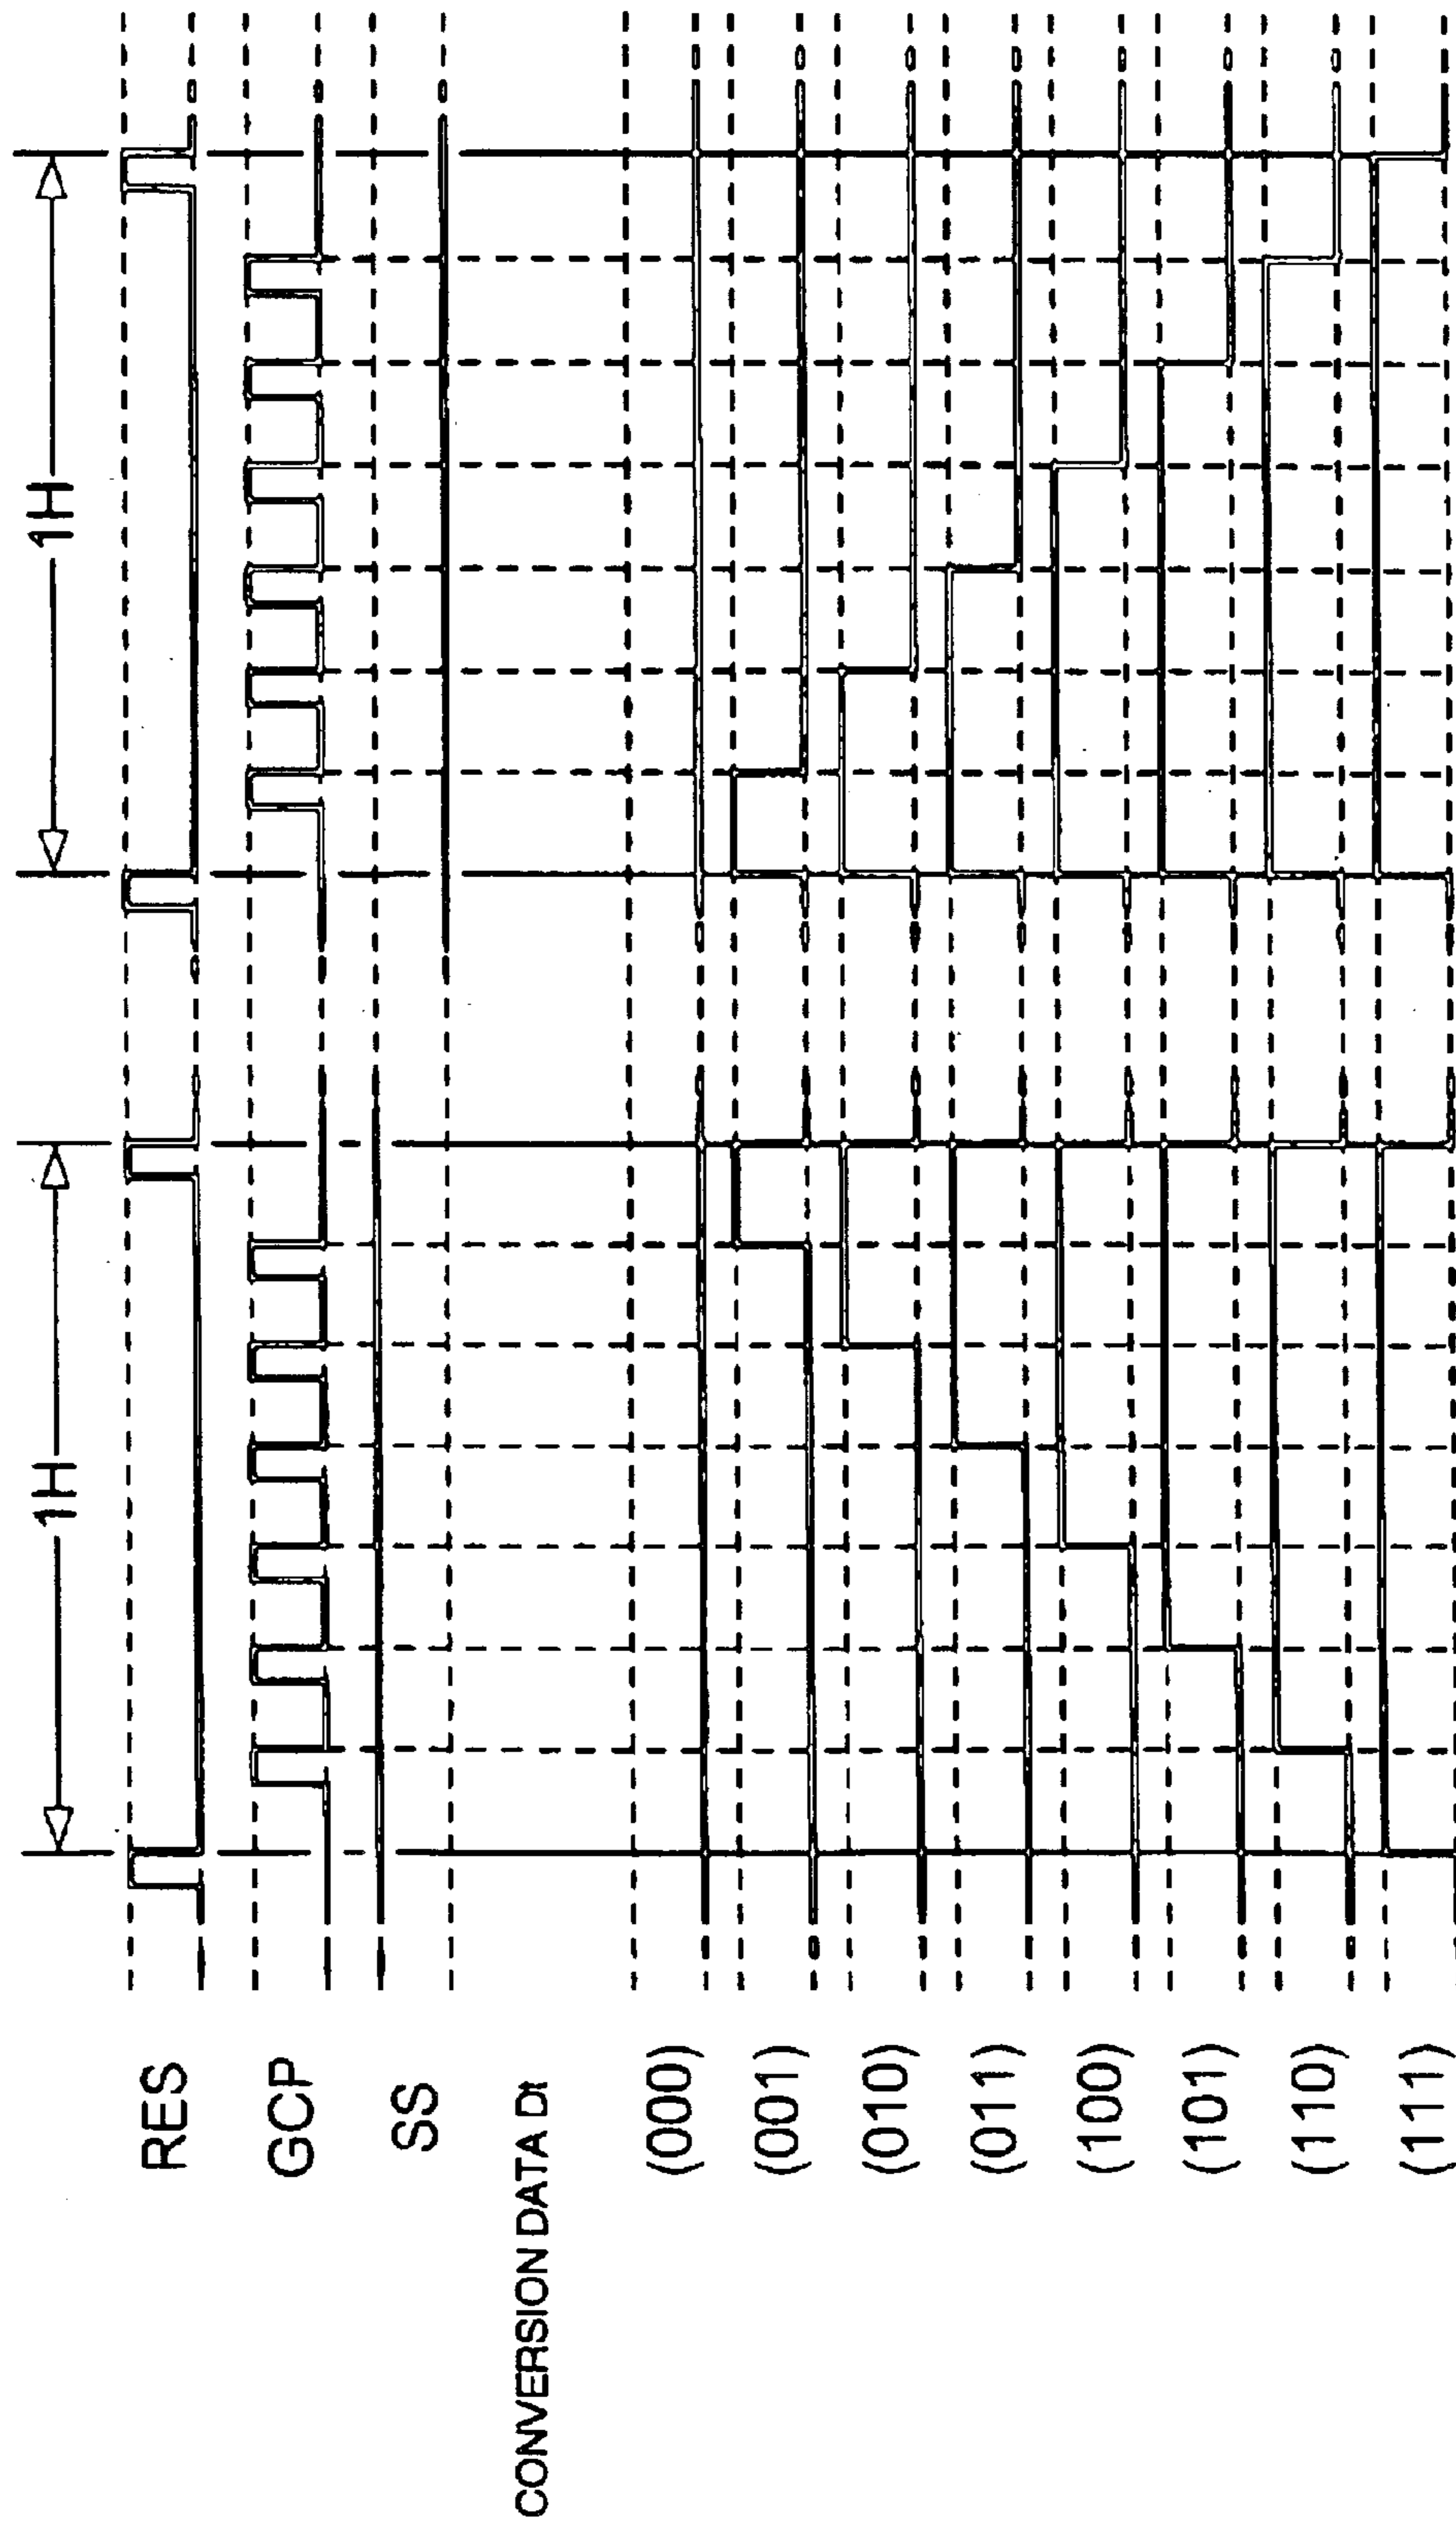 1H
1H
RES
GCP
SS
CONVERSION DATA Dt
(000)
(001)
(010)
(011)
(100)
(101)
(110)
(111)